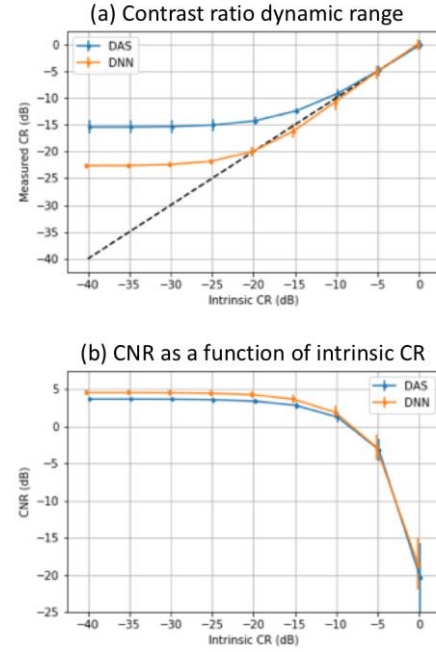 (a) Contrast ratio dynamic range
DAS
DNN
0
−5
−10
−15
−20
−25
−30
−35
−40
Measured CR (dB)
−40 −35 −30 −25 −20 −15 −10 −5 0
Intrinsic CR (dB)
(b) CNR as a function of intrinsic CR
DAS
DNN
5
0
−5
−10
−15
−20
−25
CNR (dB)
−40 −35 −30 −25 −20 −15 −10 −5 0
Intrinsic CR (dB)